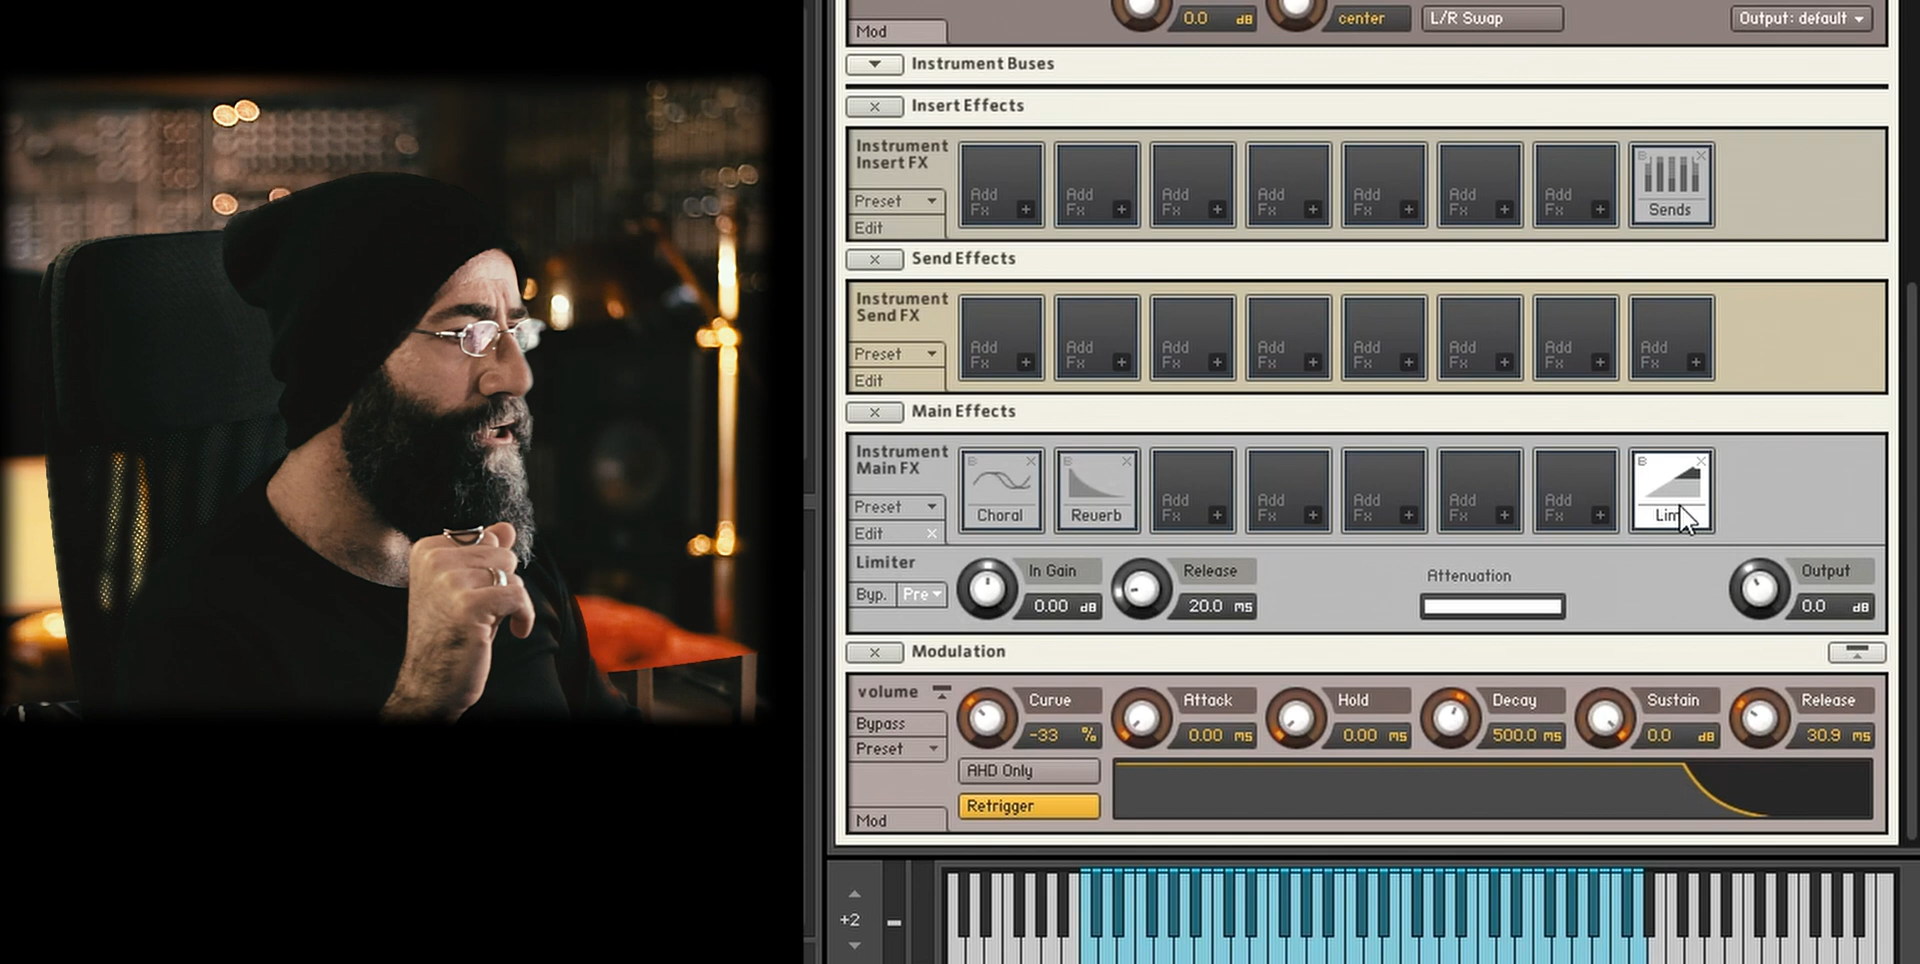 0.0 dB
center
L/R Swap
Output: default
Mod
Instrument Buses
Insert Effects
Instrument
Insert FX
Preset
Edit
Add
Fx +
Add
Fx +
Add
Fx +
Add
Fx +
Add
Fx +
Add
Fx +
Add
Fx +
B X
Sends
Send Effects
Instrument
Send FX
Preset
Edit
Add
Fx +
Add
Fx +
Add
Fx +
Add
Fx +
Add
Fx +
Add
Fx +
Add
Fx +
Add
Fx +
Main Effects
Instrument
Main FX
Preset
Edit x
B X
Choral
B X
Reverb
Add
Fx +
Add
Fx +
Add
Fx +
Add
Fx +
Add
Fx +
B X
Lim
Limiter
Byp. Pre
In Gain
0.00 dB
Release
20.0 ms
Attenuation
Output
0.0 dB
Modulation
volume
Bypass
Preset
Mod
Curve
-33 %
Attack
0.00 ms
Hold
0.00 ms
Decay
500.0 ms
Sustain
0.0 dB
Release
30.9 ms
AHD Only
Retrigger
+2